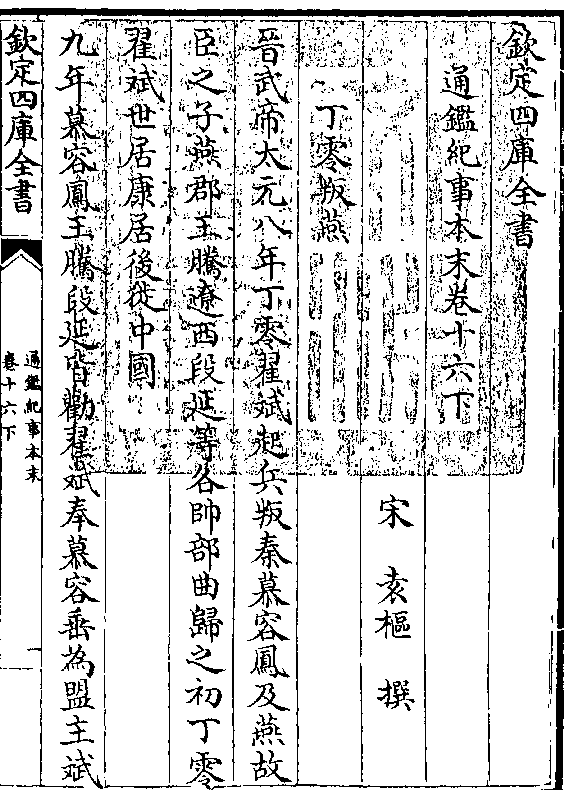 欽定四庫全書
通鑑紀事本末卷十六下
宋 袁樞 撰
丁零叛燕
晉武帝太元八年丁零翟斌起兵叛秦慕容鳳及燕故
臣之子燕郡王騰遼西段延等各帥部曲歸之初丁零
翟斌世居康居後徙中國
九年慕容鳳王騰段延皆勸翟斌奉慕容垂為盟主斌
欽定四庫全書
通鑑紀事本末
卷十六下
一